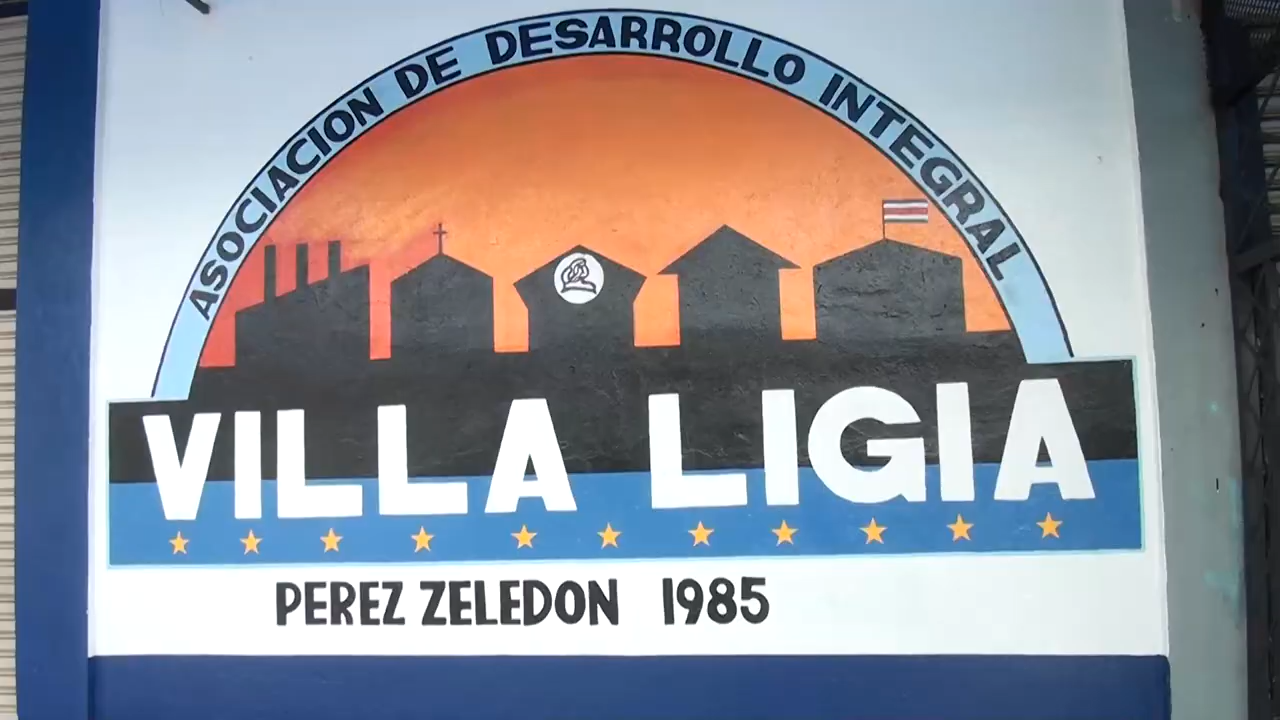 ASOCIACION DE DESARROLLO INTEGRAL
VILLA LIGIA
PEREZ ZELEDON 1985